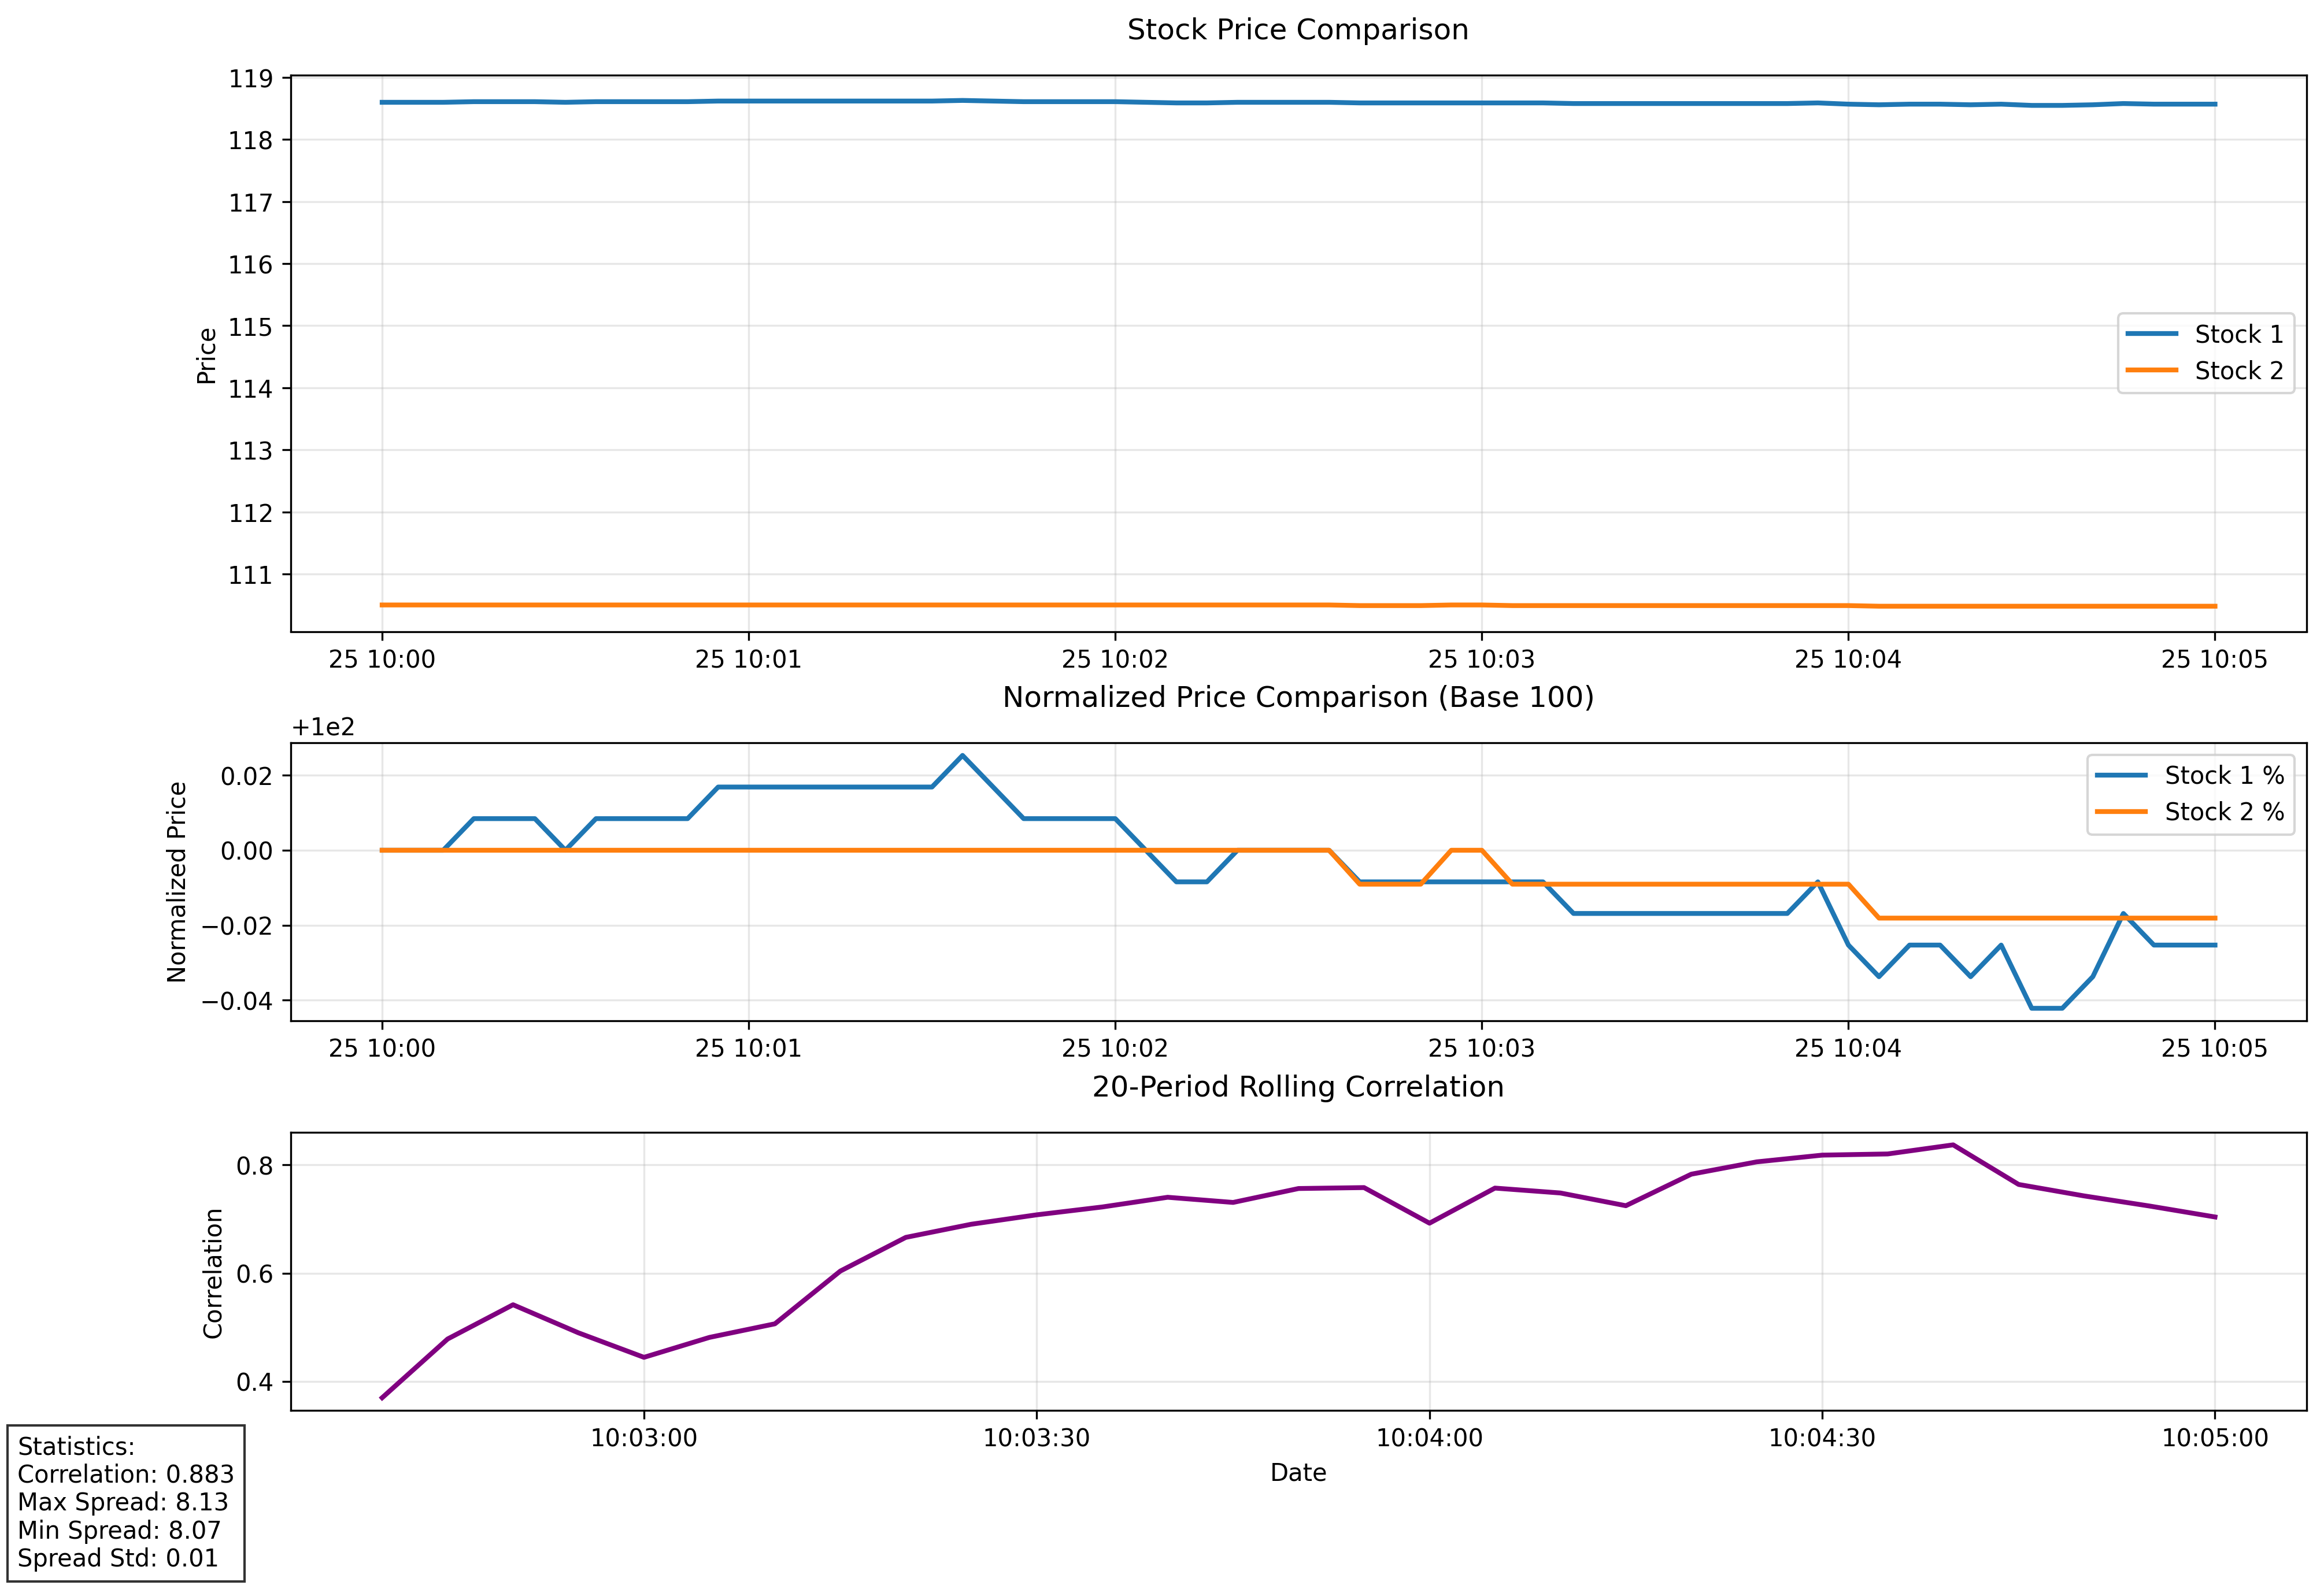 Stock Price Comparison
119
118
117
116
115
114
113
112
111
Price
Stock 1
Stock 2
25 10:00
25 10:01
25 10:02
25 10:03
25 10:04
25 10:05
Normalized Price Comparison (Base 100)
+1e2
0.02
0.00
−0.02
−0.04
Normalized Price
Stock 1 %
Stock 2 %
25 10:00
25 10:01
25 10:02
25 10:03
25 10:04
25 10:05
20-Period Rolling Correlation
0.8
0.6
0.4
Correlation
10:03:00
10:03:30
10:04:00
10:04:30
10:05:00
Date
Statistics:
Correlation: 0.883
Max Spread: 8.13
Min Spread: 8.07
Spread Std: 0.01